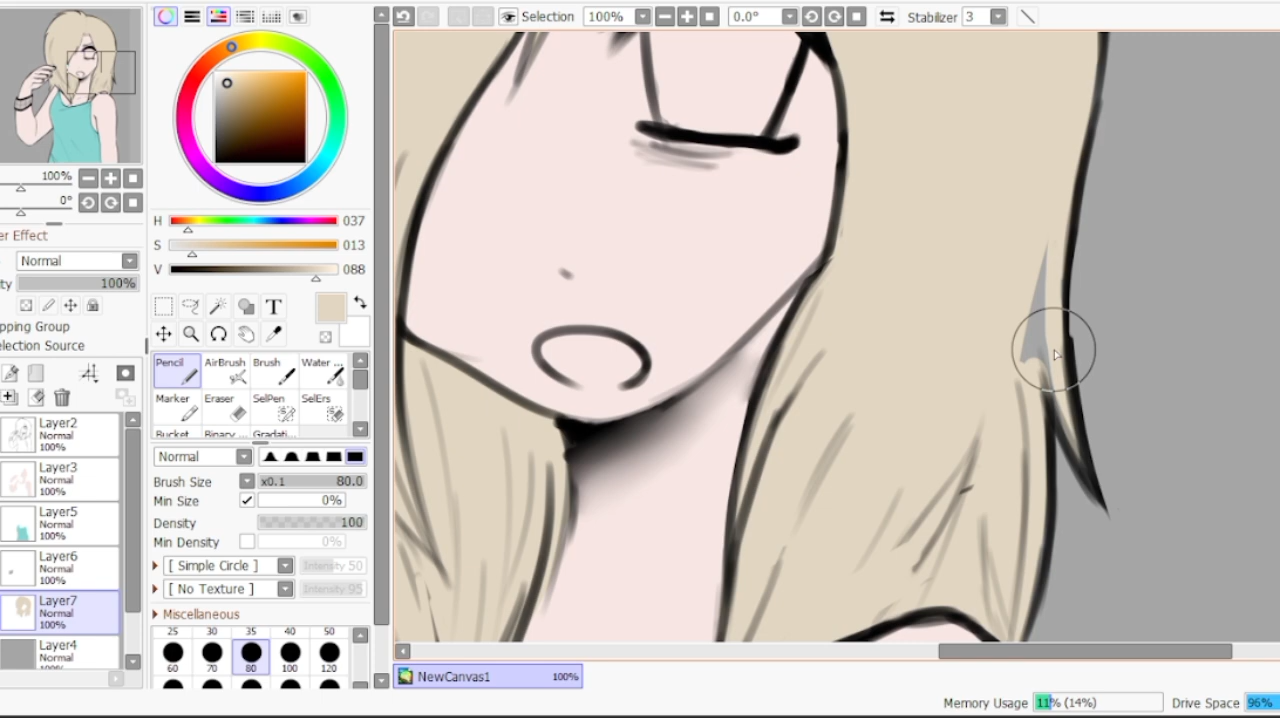 Selection 100% 0.0° Stabilizer 3
100%
0°
er Effect
Normal
ty 100%
pping Group
election Source
Layer2
Normal
100%
Layer3
Normal
100%
Layer5
Normal
100%
Layer6
Normal
100%
Layer7
Normal
100%
Layer4
Normal
100%
H 037
S 013
V 088
T
Pencil AirBrush Brush Water ...
Marker Eraser SelPen SelErs
Bucket Binary ... Gradati...
Normal
Brush Size x0.1 80.0
Min Size 0%
Density 100
Min Density 0%
[ Simple Circle ] Intensity 50
[ No Texture ] Intensity 95
Miscellaneous
25 30 35 40 50
60 70 80 100 120
NewCanvas1 100%
Memory Usage 11% (14%) Drive Space 96%